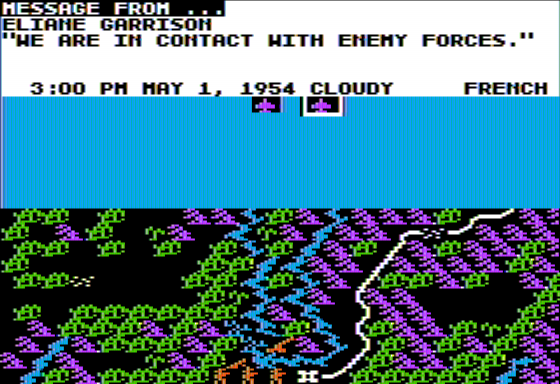 MESSAGE FROM ...
ELIANE GARRISON
"WE ARE IN CONTACT WITH ENEMY FORCES."
3:00 PM MAY 1, 1954 CLOUDY FRENCH